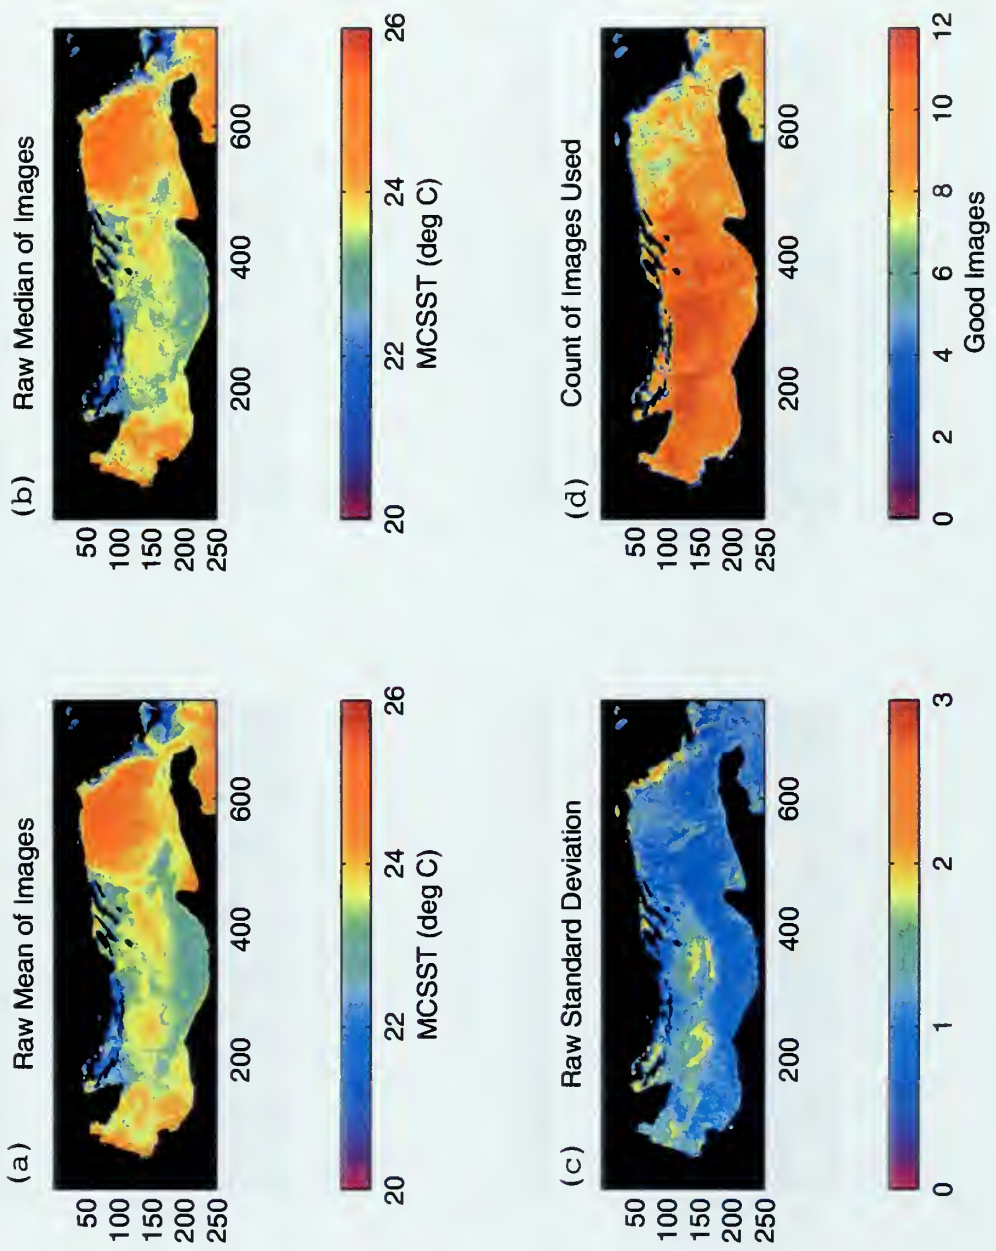 (a) Raw Mean of Images
50
100
150
200
250
200 400 600
20 22 24 26
MCSST (deg C)
(b) Raw Median of Images
50
100
150
200
250
200 400 600
20 22 24 26
MCSST (deg C)
(c) Raw Standard Deviation
50
100
150
200
250
200 400 600
0 1 2 3
(d) Count of Images Used
50
100
150
200
250
200 400 600
0 2 4 6 8 10 12
Good Images